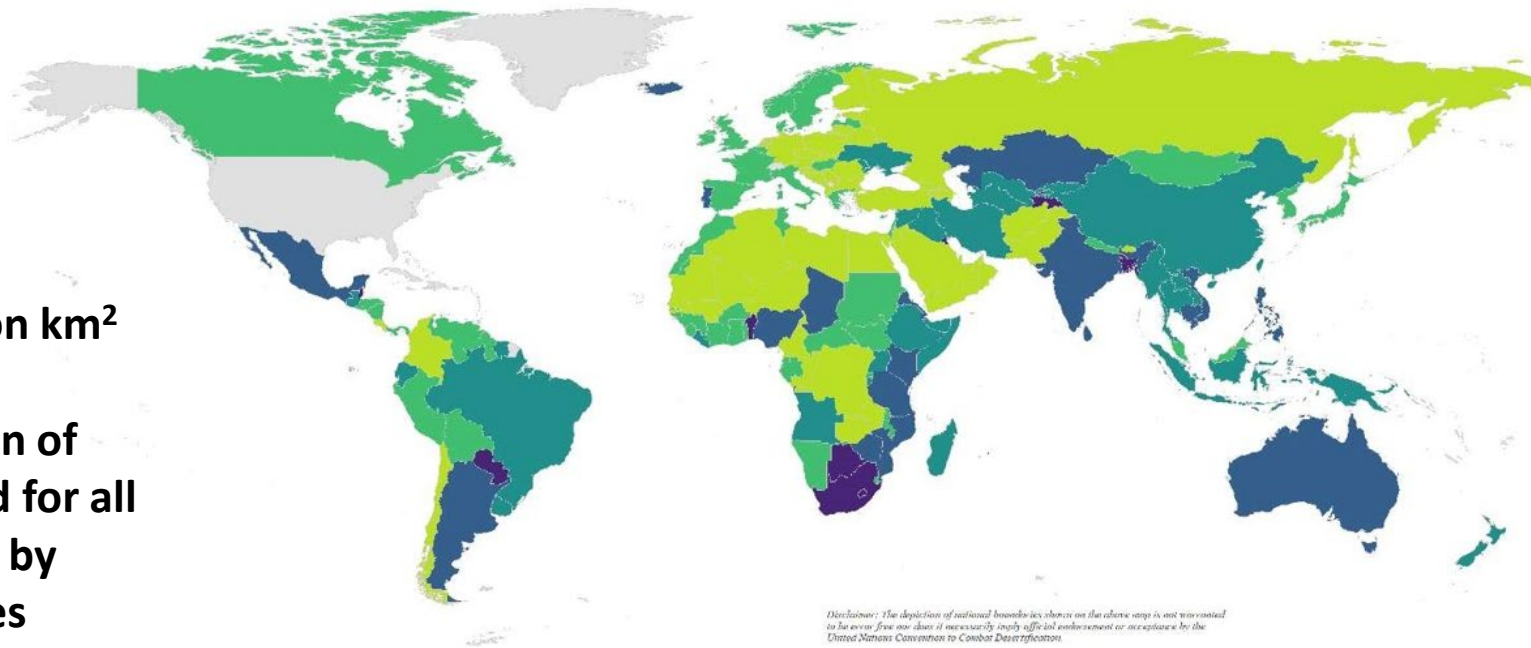 on km²
n of
d for all
by
es
Disclaimer: The depiction of national boundaries shown on the above map is not warranted
to be error free nor does it necessarily imply official endorsement or acceptance by the
United Nations Convention to Combat Desertification.